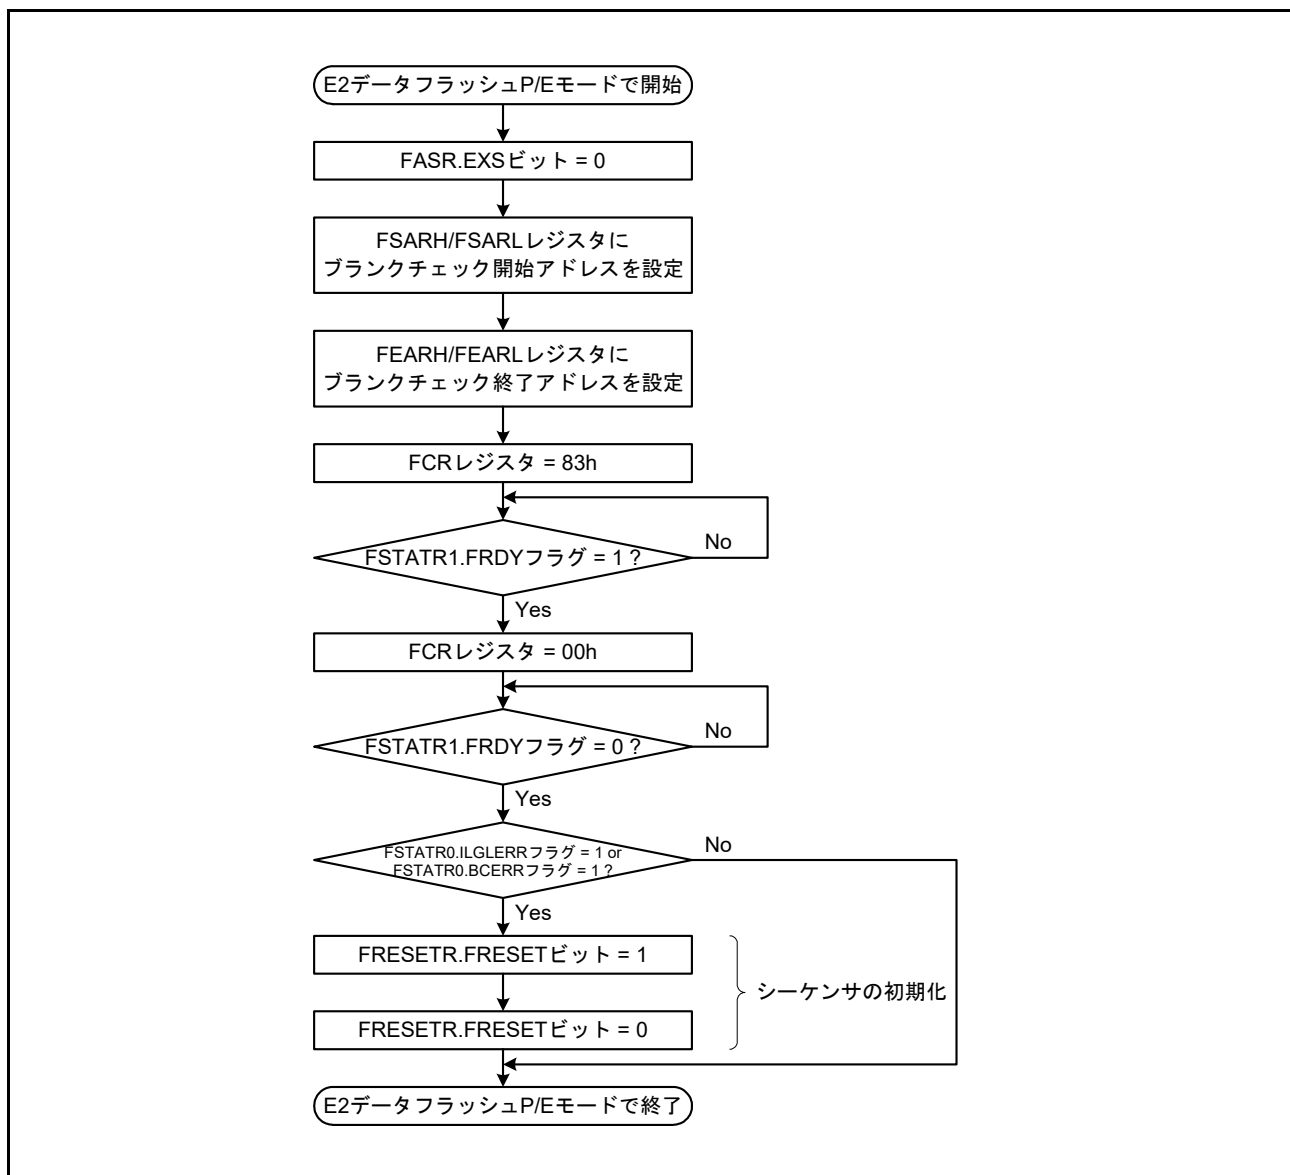 E2データフラッシュP/Eモードで開始
FASR.EXSビット = 0
FSARH/FSARLレジスタに
ブランクチェック開始アドレスを設定
FEARH/FEARLレジスタに
ブランクチェック終了アドレスを設定
FCRレジスタ = 83h
FSTATR1.FRDYフラグ = 1 ?
No
Yes
FCRレジスタ = 00h
FSTATR1.FRDYフラグ = 0 ?
No
Yes
FSTATR0.ILGLERRフラグ = 1 or
FSTATR0.BCERRフラグ = 1 ?
No
Yes
FRESETR.FRESETビット = 1
シーケンサの初期化
FRESETR.FRESETビット = 0
E2データフラッシュP/Eモードで終了